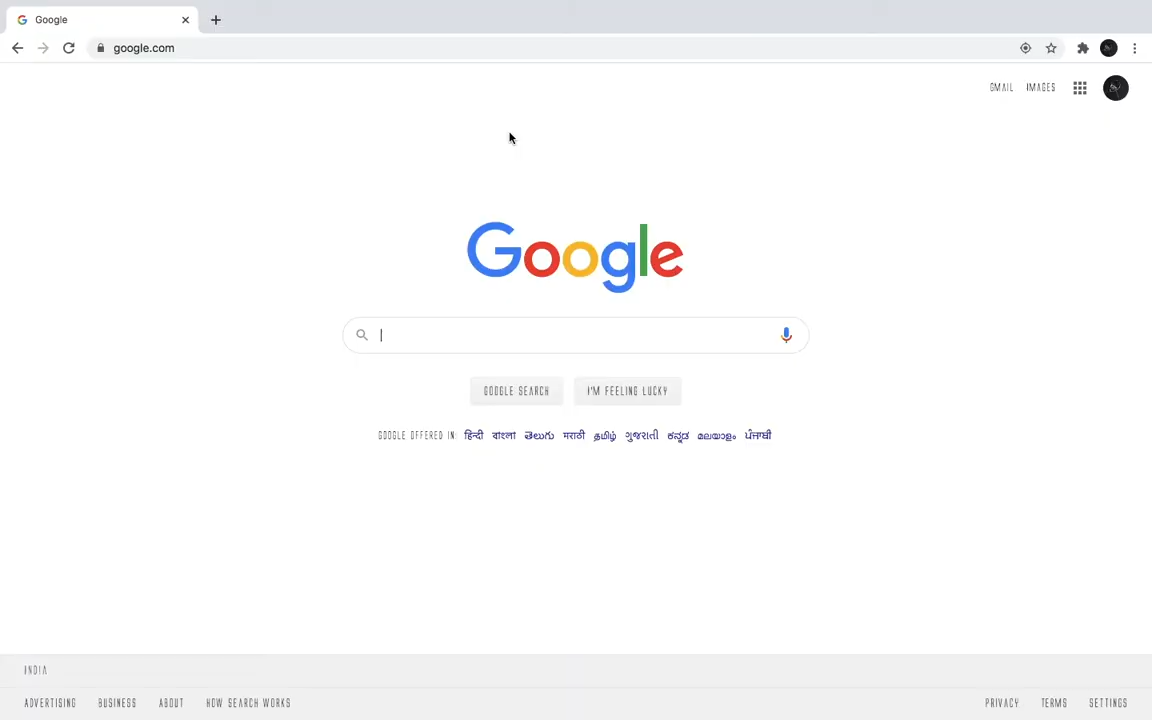 Google
google.com
GMAIL IMAGES
Google
GOOGLE SEARCH I'M FEELING LUCKY
GOOGLE OFFERED IN: हिन्दी বাংলা తెలుగు मराठी தமிழ் ગુજરાતી ಕನ್ನಡ മലയാളം ਪੰਜਾਬੀ
INDIA
ADVERTISING BUSINESS ABOUT HOW SEARCH WORKS PRIVACY TERMS SETTINGS